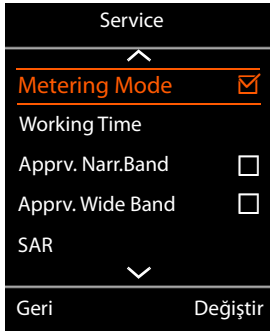 Service
Metering Mode
Working Time
Apprv. Narr.Band
Apprv. Wide Band
SAR
Geri Değiştir